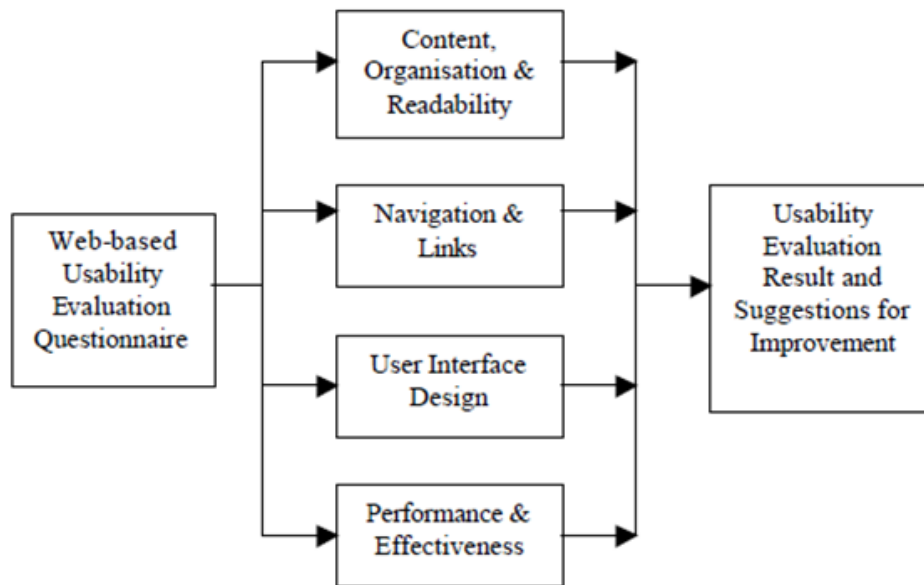 Web-based
Usability
Evaluation
Questionnaire
Content,
Organisation &
Readability
Navigation &
Links
User Interface
Design
Performance &
Effectiveness
Usability
Evaluation
Result and
Suggestions for
Improvement